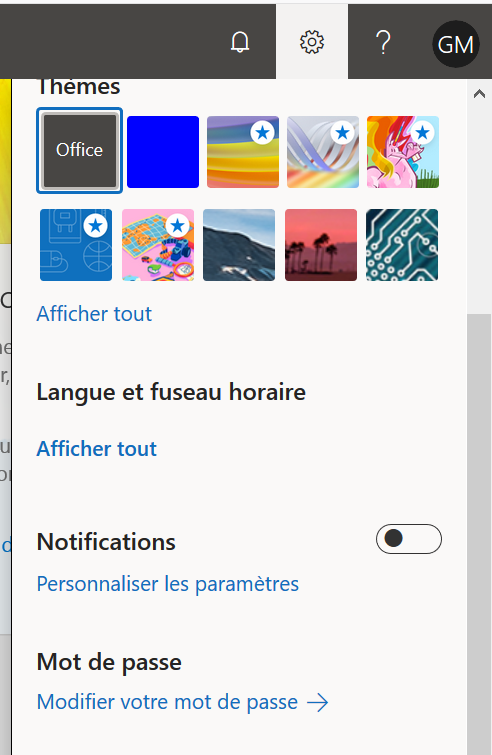 GM
Thèmes
Office
Afficher tout
Langue et fuseau horaire
Afficher tout
Notifications
Personnaliser les paramètres
Mot de passe
Modifier votre mot de passe